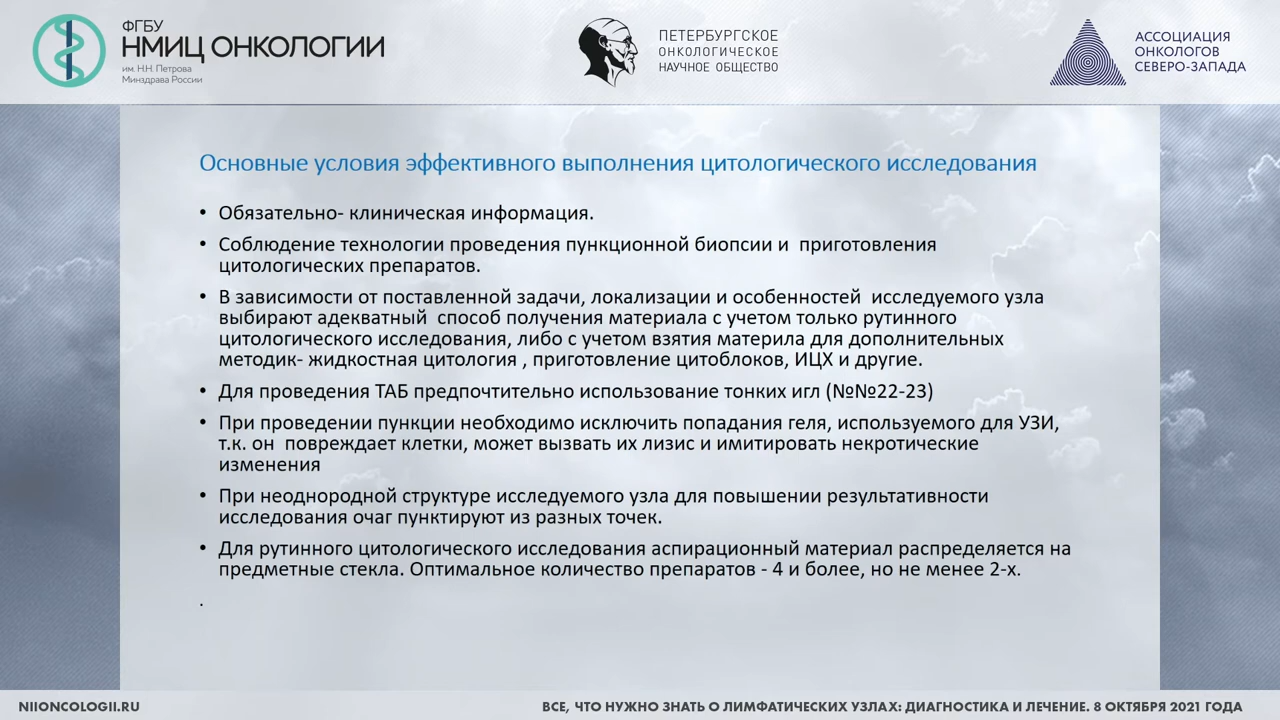 ФГБУ
НМИЦ ОНКОЛОГИИ
им. Н.Н. Петрова
Минздрава России
ПЕТЕРБУРГСКОЕ
ОНКОЛОГИЧЕСКОЕ
НАУЧНОЕ ОБЩЕСТВО
АССОЦИАЦИЯ
ОНКОЛОГОВ
СЕВЕРО-ЗАПАДА
Основные условия эффективного выполнения цитологического исследования
• Обязательно- клиническая информация.
• Соблюдение технологии проведения пункционной биопсии и  приготовления
цитологических препаратов.
• В зависимости от поставленной задачи, локализации и особенностей  исследуемого узла
выбирают адекватный  способ получения материала с учетом только рутинного
цитологического исследования, либо с учетом взятия материла для дополнительных
методик- жидкостная цитология , приготовление цитоблоков, ИЦХ и другие.
• Для проведения ТАБ предпочтительно использование тонких игл (№№22-23)
• При проведении пункции необходимо исключить попадания геля, используемого для УЗИ,
т.к. он  повреждает клетки, может вызвать их лизис и имитировать некротические
изменения
• При неоднородной структуре исследуемого узла для повышении результативности
исследования очаг пунктируют из разных точек.
• Для рутинного цитологического исследования аспирационный материал распределяется на
предметные стекла. Оптимальное количество препаратов - 4 и более, но не менее 2-х.
.
NIIONCOLOGII.RU
ВСЕ, ЧТО НУЖНО ЗНАТЬ О ЛИМФАТИЧЕСКИХ УЗЛАХ: ДИАГНОСТИКА И ЛЕЧЕНИЕ. 8 ОКТЯБРЯ 2021 ГОДА